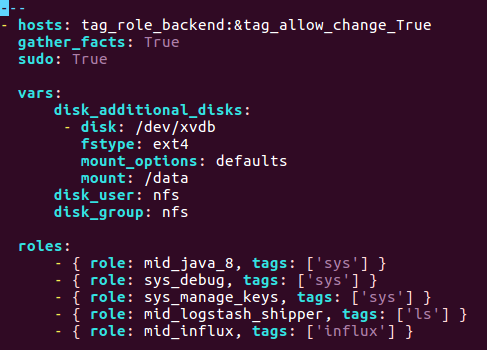 ---
- hosts: tag_role_backend:&tag_allow_change_True
  gather_facts: True
  sudo: True

  vars:
      disk_additional_disks:
       - disk: /dev/xvdb
         fstype: ext4
         mount_options: defaults
         mount: /data
      disk_user: nfs
      disk_group: nfs

  roles:
      - { role: mid_java_8, tags: ['sys'] }
      - { role: sys_debug, tags: ['sys'] }
      - { role: sys_manage_keys, tags: ['sys'] }
      - { role: mid_logstash_shipper, tags: ['ls'] }
      - { role: mid_influx, tags: ['influx'] }